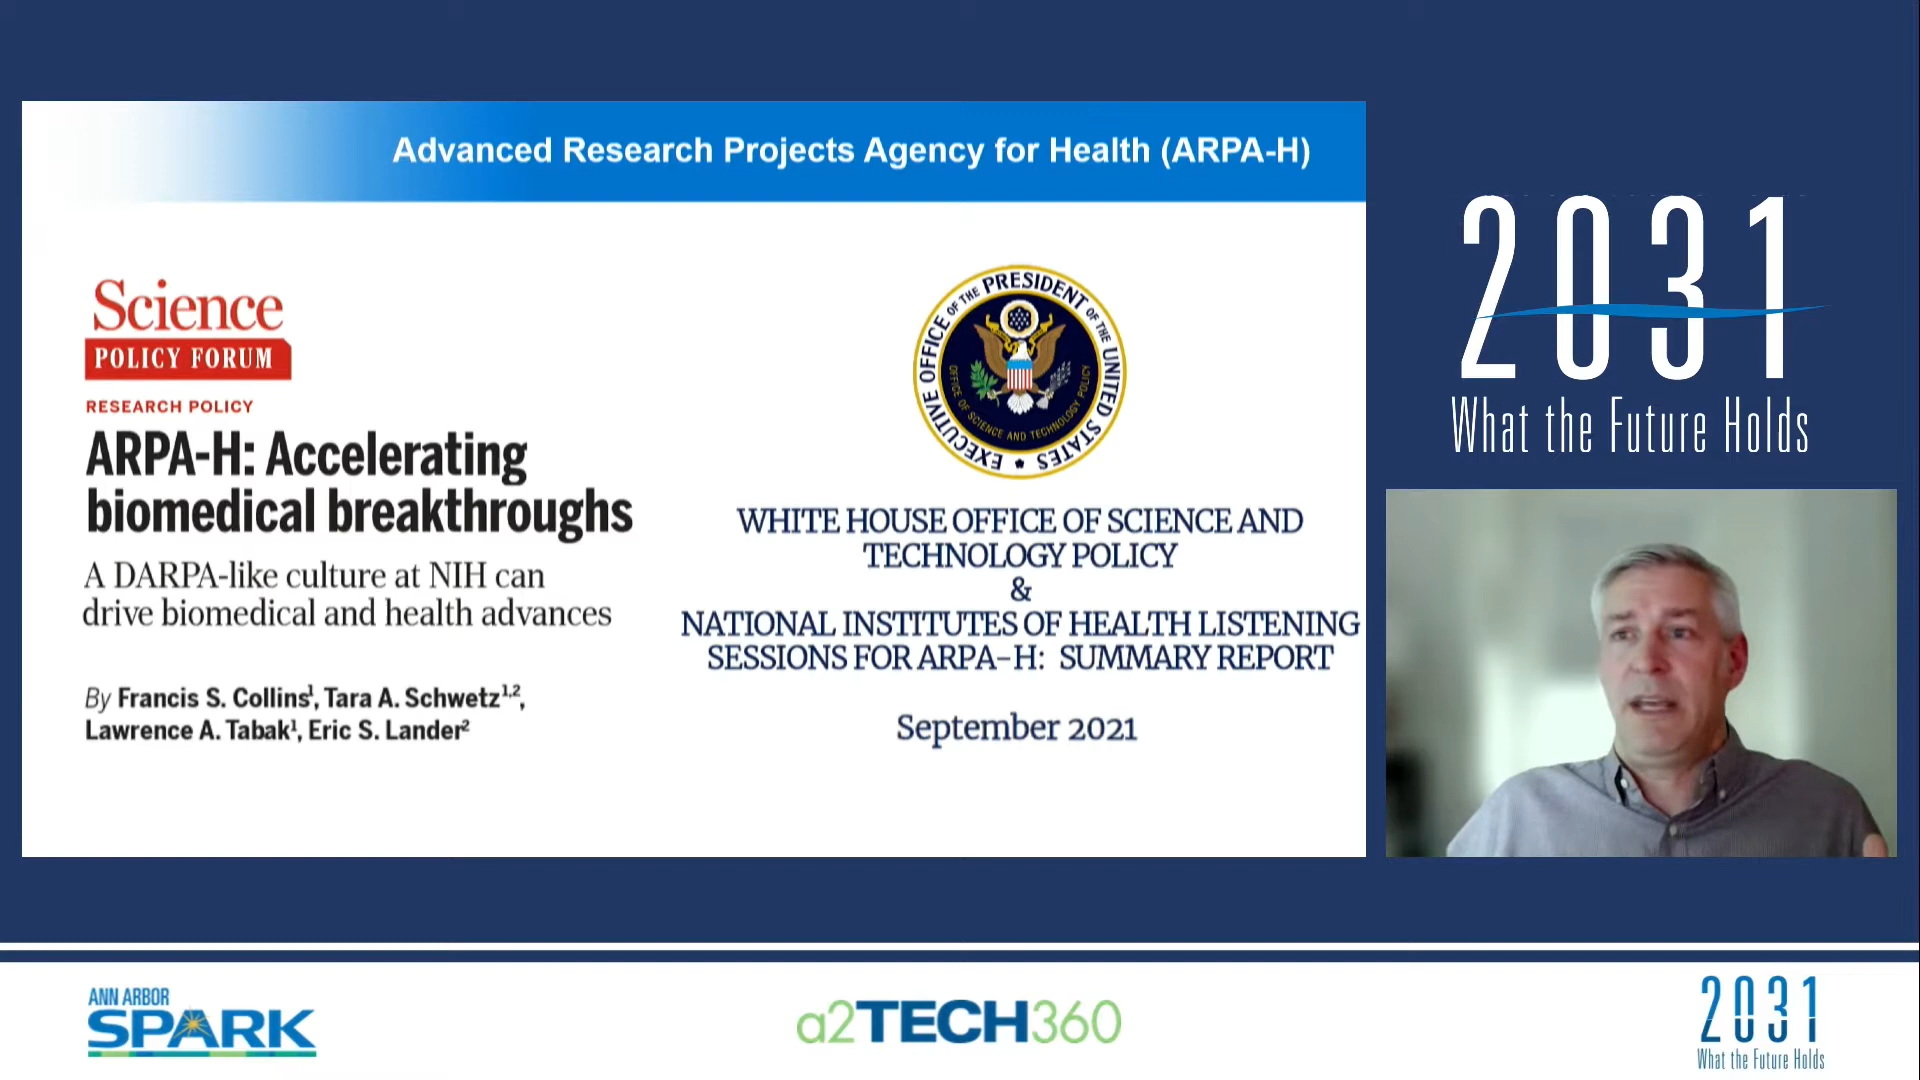 Advanced Research Projects Agency for Health (ARPA-H)
Science
POLICY FORUM
RESEARCH POLICY
ARPA-H: Accelerating
biomedical breakthroughs
A DARPA-like culture at NIH can
drive biomedical and health advances
By Francis S. Collins¹, Tara A. Schwetz¹,²,
Lawrence A. Tabak¹, Eric S. Lander²
EXECUTIVE OFFICE OF THE PRESIDENT OF THE UNITED STATES
OFFICE OF SCIENCE AND TECHNOLOGY POLICY
WHITE HOUSE OFFICE OF SCIENCE AND
TECHNOLOGY POLICY
&
NATIONAL INSTITUTES OF HEALTH LISTENING
SESSIONS FOR ARPA-H: SUMMARY REPORT
September 2021
2031
What the Future Holds
ANN ARBOR
SPARK
a2TECH360
2031
What the Future Holds